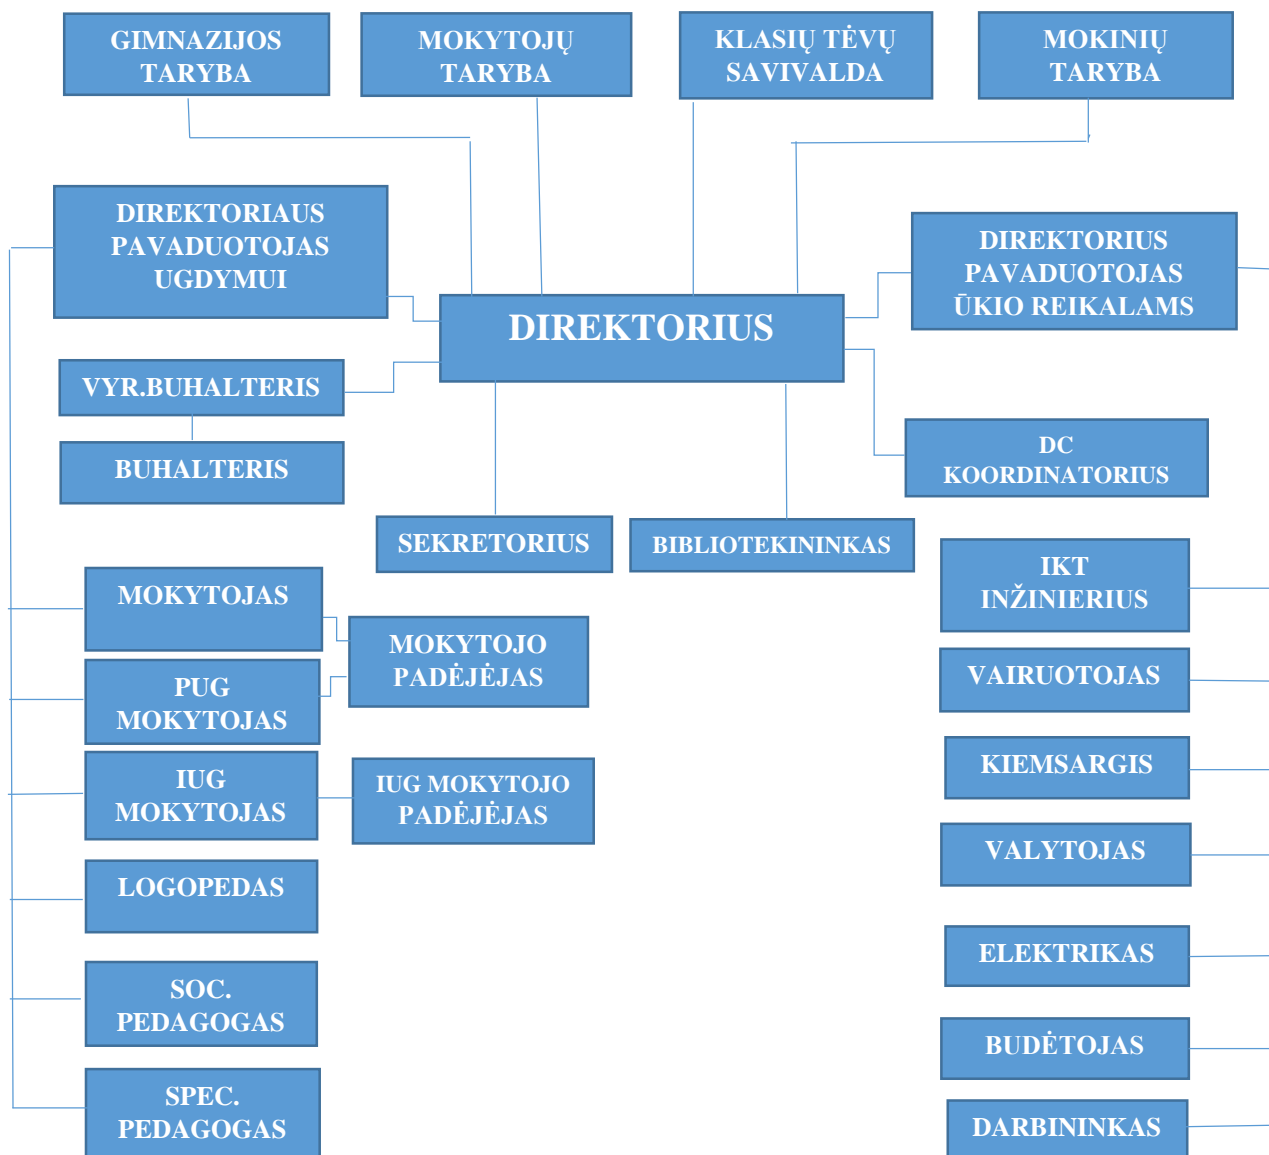 GIMNAZIJOS
TARYBA
MOKYTOJŲ
TARYBA
KLASIŲ TĖVŲ
SAVIVALDA
MOKINIŲ
TARYBA
DIREKTORIAUS
PAVADUOTOJAS
UGDYMUI
DIREKTORIUS
PAVADUOTOJAS
ŪKIO REIKALAMS
DIREKTORIUS
VYR.BUHALTERIS
BUHALTERIS
DC
KOORDINATORIUS
SEKRETORIUS
BIBLIOTEKININKAS
MOKYTOJAS
MOKYTOJO
PADĖJĖJAS
PUG
MOKYTOJAS
IUG
MOKYTOJAS
IUG MOKYTOJO
PADĖJĖJAS
LOGOPEDAS
SOC.
PEDAGOGAS
SPEC.
PEDAGOGAS
IKT
INŽINIERIUS
VAIRUOTOJAS
KIEMSARGIS
VALYTOJAS
ELEKTRIKAS
BUDĖTOJAS
DARBININKAS